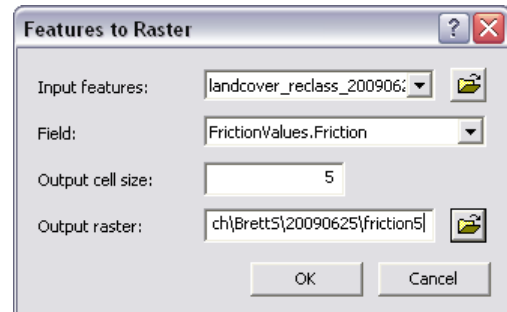 Features to Raster
Input features: landcover_reclass_200906
Field: FrictionValues.Friction
Output cell size: 5
Output raster: ch\BrettS\20090625\friction5
OK Cancel